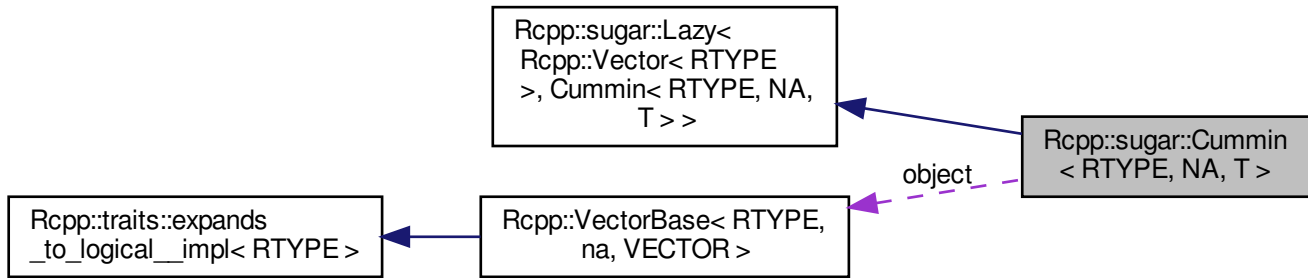 Rcpp::sugar::Lazy<
Rcpp::Vector< RTYPE
>, Cummin< RTYPE, NA,
T > >
Rcpp::sugar::Cummin
< RTYPE, NA, T >
object
Rcpp::traits::expands
_to_logical__impl< RTYPE >
Rcpp::VectorBase< RTYPE,
na, VECTOR >